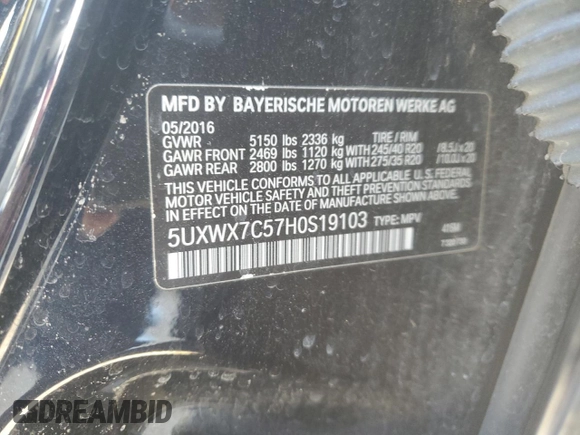 MFD BY BAYERISCHE MOTOREN WERKE AG
05/2016
GVWR 5150 lbs 2336 kg TIRE / RIM
GAWR FRONT 2469 lbs 1120 kg WITH 245/40 R20 /8.5J x 20
GAWR REAR 2800 lbs 1270 kg WITH 275/35 R20 /10.0J x 20
THIS VEHICLE CONFORMS TO ALL APPLICABLE U.S. FEDERAL
MOTOR VEHICLE SAFETY AND THEFT PREVENTION STANDARDS
IN EFFECT ON THE DATE OF MANUFACTURE SHOWN ABOVE.
5UXWX7C57H0S19103 TYPE: MPV
DREAMBID